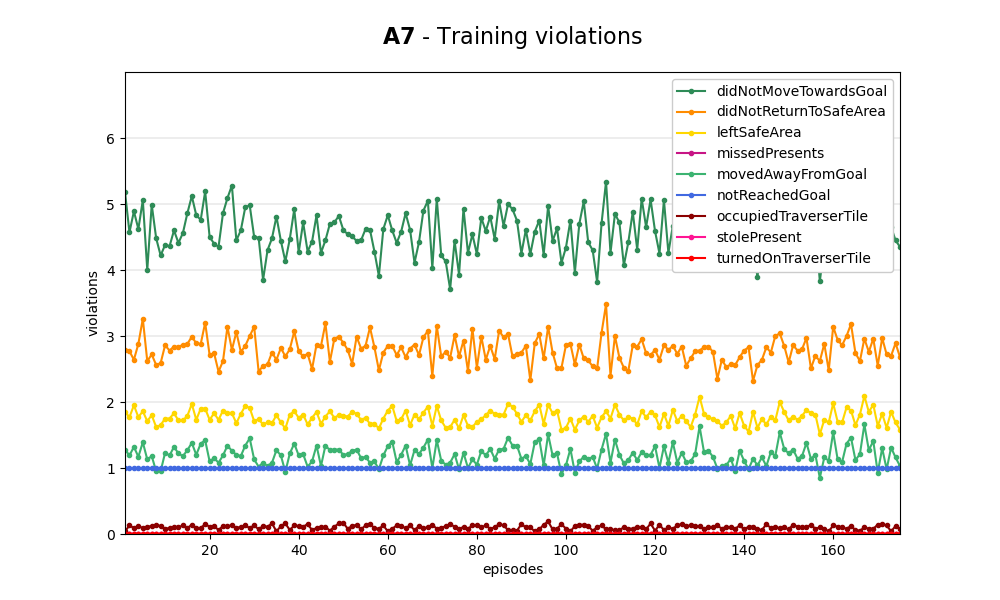 A7 - Training violations
didNotMoveTowardsGoal
didNotReturnToSafeArea
leftSafeArea
missedPresents
movedAwayFromGoal
notReachedGoal
occupiedTraverserTile
stolePresent
turnedOnTraverserTile
violations
6
5
4
3
2
1
0
20 40 60 80 100 120 140 160
episodes